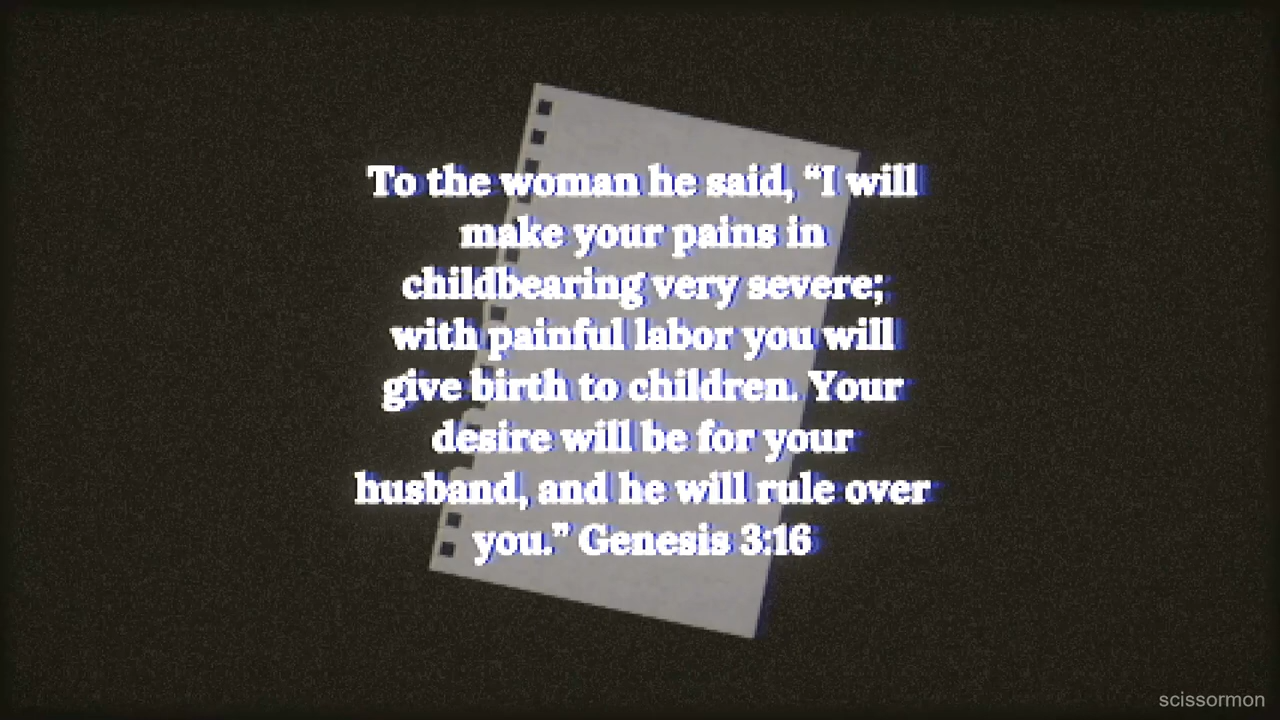 To the woman he said, “I will
make your pains in
childbearing very severe;
with painful labor you will
give birth to children. Your
desire will be for your
husband, and he will rule over
you.” Genesis 3:16
scissormon